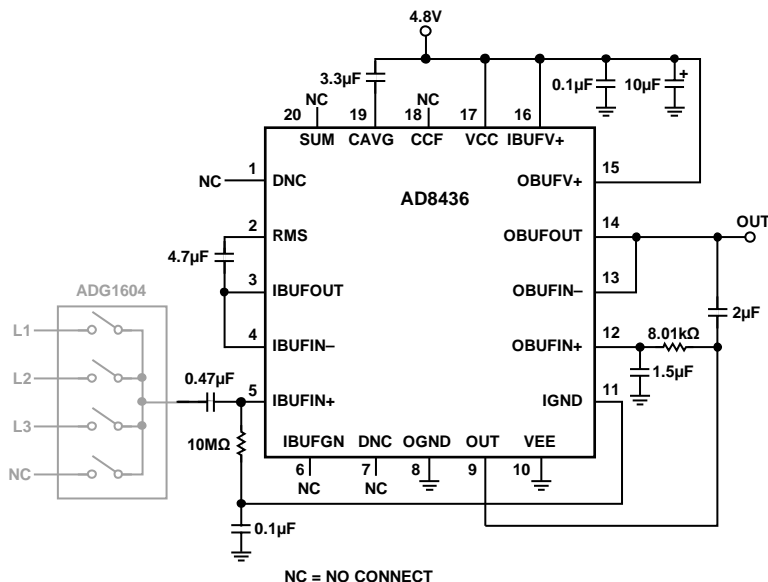 4.8V
3.3µF
0.1µF
10µF
+
NC
NC
20
19
18
17
16
SUM
CAVG
CCF
VCC
IBUFV+
1
NC
DNC
15
OBUFV+
AD8436
2
RMS
14
OBUFOUT
OUT
4.7µF
ADG1604
3
IBUFOUT
13
OBUFIN–
L1
4
IBUFIN–
12
OBUFIN+
8.01kΩ
2µF
L2
0.47µF
1.5µF
L3
5
IBUFIN+
11
IGND
10MΩ
NC
IBUFGN
DNC
OGND
OUT
VEE
6
7
8
9
10
NC
NC
0.1µF
NC = NO CONNECT